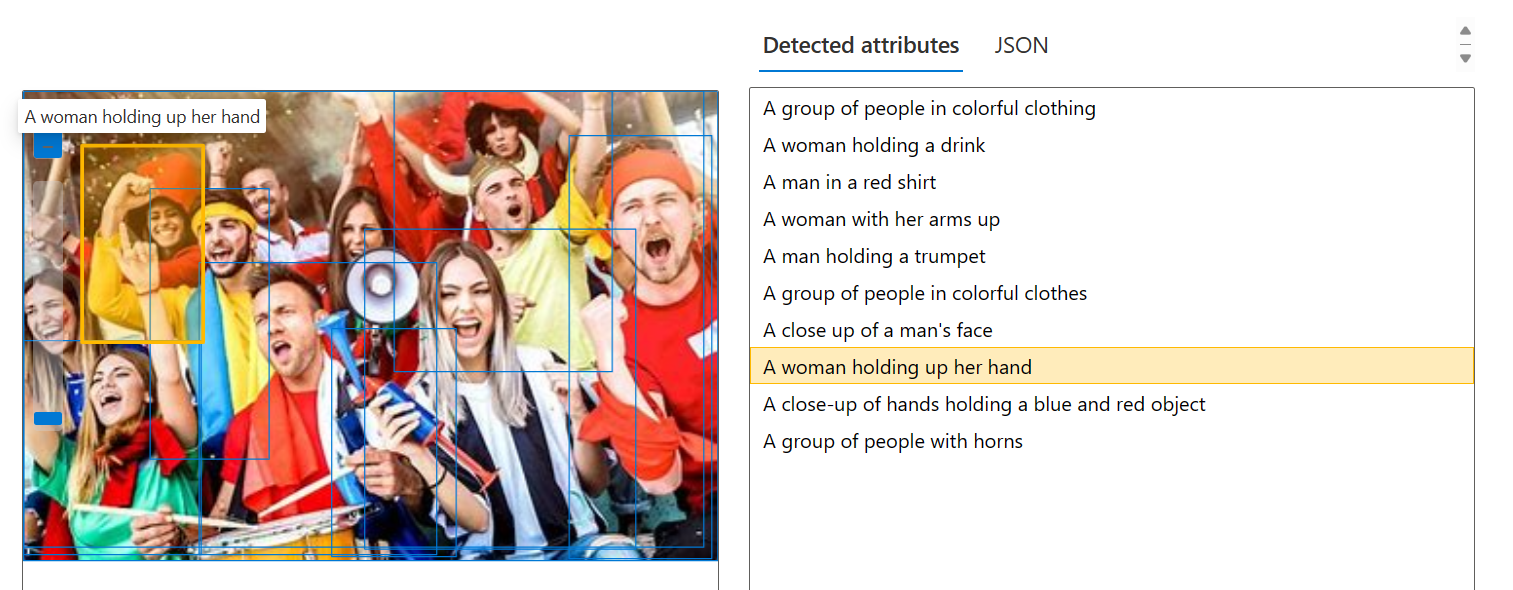 Detected attributes
JSON
A woman holding up her hand
A group of people in colorful clothing
A woman holding a drink
A man in a red shirt
A woman with her arms up
A man holding a trumpet
A group of people in colorful clothes
A close up of a man's face
A woman holding up her hand
A close-up of hands holding a blue and red object
A group of people with horns